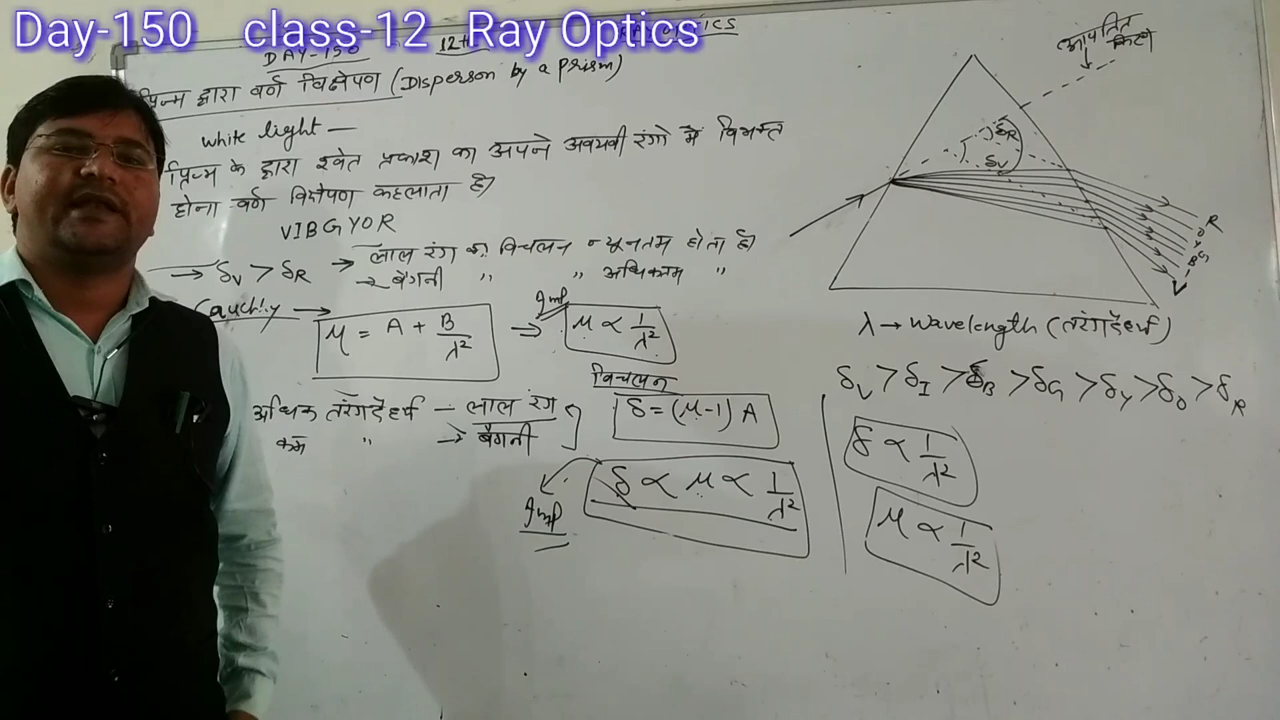 Day-150 class-12 Ray Optics
DAY-150 12th OPTICS
प्रिज्म द्वारा वर्ण विक्षेपण (Disperson by a Prism)
white light —
प्रिज्म के द्वारा श्वेत प्रकाश का अपने अवयवी रंगो में विभक्त
होना वर्ण विक्षेपण कहलाता है।
VIBGYOR
→ δV > δR → लाल रंग का विचलन न्यूनतम होता है।
→ बैंगनी " " अधिकतम "
Cauchy → μ = A + B/λ² ⇒ Imp μ ∝ 1/λ²
अधिक तरंगदैर्ध्य – लाल रंग
कम " → बैंगनी
विचलन
δ = (μ-1) A
δ ∝ μ ∝ 1/λ²
Imp
आपतित
किरण
δR
δV
R
O
Y
G
B
I
V
λ → wavelength (तरंगदैर्ध्य)
δV > δI > δB > δG > δY > δO > δR
δ ∝ 1/λ²
μ ∝ 1/λ²